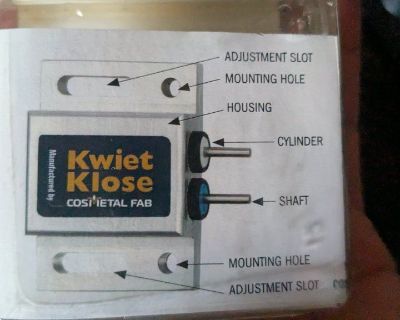 ADJUSTMENT SLOT
MOUNTING HOLE
HOUSING
CYLINDER
SHAFT
MOUNTING HOLE
ADJUSTMENT SLOT
Manufactured by
Kwiet
Klose
COSMETAL FAB